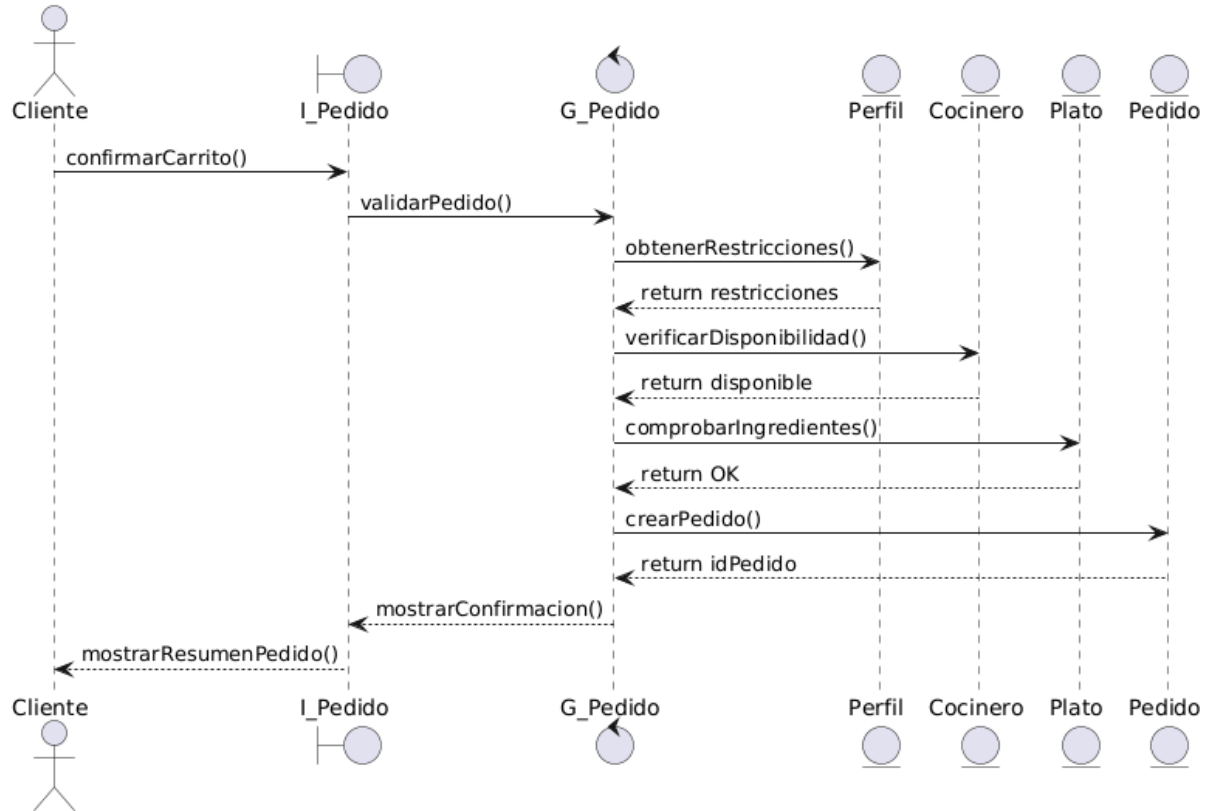 Cliente I_Pedido G_Pedido Perfil Cocinero Plato Pedido
confirmarCarrito()
validarPedido()
obtenerRestricciones()
return restricciones
verificarDisponibilidad()
return disponible
comprobarIngredientes()
return OK
crearPedido()
return idPedido
mostrarConfirmacion()
mostrarResumenPedido()
Cliente I_Pedido G_Pedido Perfil Cocinero Plato Pedido